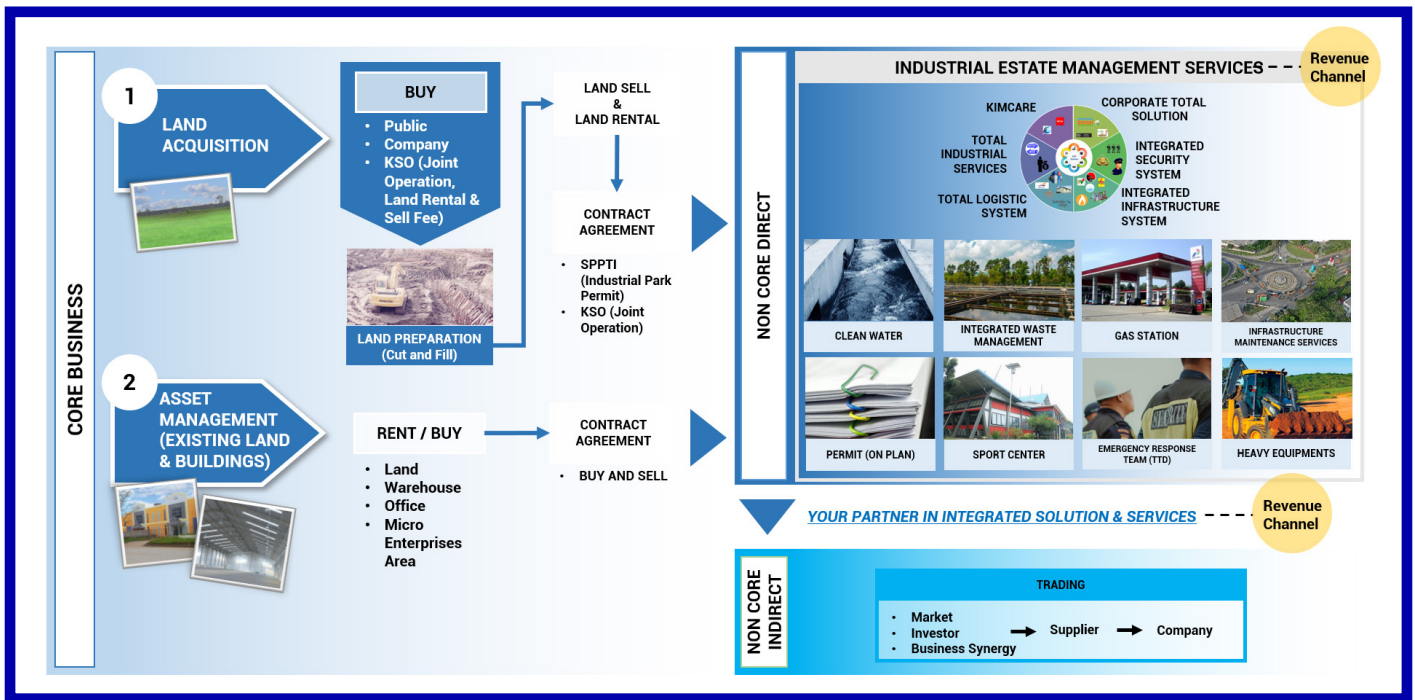 CORE BUSINESS
1
LAND
ACQUISITION
BUY
• Public
• Company
• KSO (Joint
Operation,
Land Rental &
Sell Fee)
LAND PREPARATION
(Cut and Fill)
LAND SELL
&
LAND RENTAL
CONTRACT
AGREEMENT
• SPPTI
(Industrial Park
Permit)
• KSO (Joint
Operation)
2
ASSET
MANAGEMENT
(EXISTING LAND
& BUILDINGS)
RENT / BUY
• Land
• Warehouse
• Office
• Micro
Enterprises
Area
CONTRACT
AGREEMENT
• BUY AND SELL
NON CORE DIRECT
INDUSTRIAL ESTATE MANAGEMENT SERVICES
Revenue
Channel
KIMCARE
CORPORATE TOTAL
SOLUTION
TOTAL
INDUSTRIAL
SERVICES
INTEGRATED
SECURITY
SYSTEM
TOTAL LOGISTIC
SYSTEM
INTEGRATED
INFRASTRUCTURE
SYSTEM
CLEAN WATER
INTEGRATED WASTE
MANAGEMENT
GAS STATION
INFRASTRUCTURE
MAINTENANCE SERVICES
PERMIT (ON PLAN)
SPORT CENTER
EMERGENCY RESPONSE
TEAM (TTD)
HEAVY EQUIPMENTS
YOUR PARTNER IN INTEGRATED SOLUTION & SERVICES
Revenue
Channel
NON CORE
INDIRECT
TRADING
• Market
• Investor
• Business Synergy
Supplier
Company